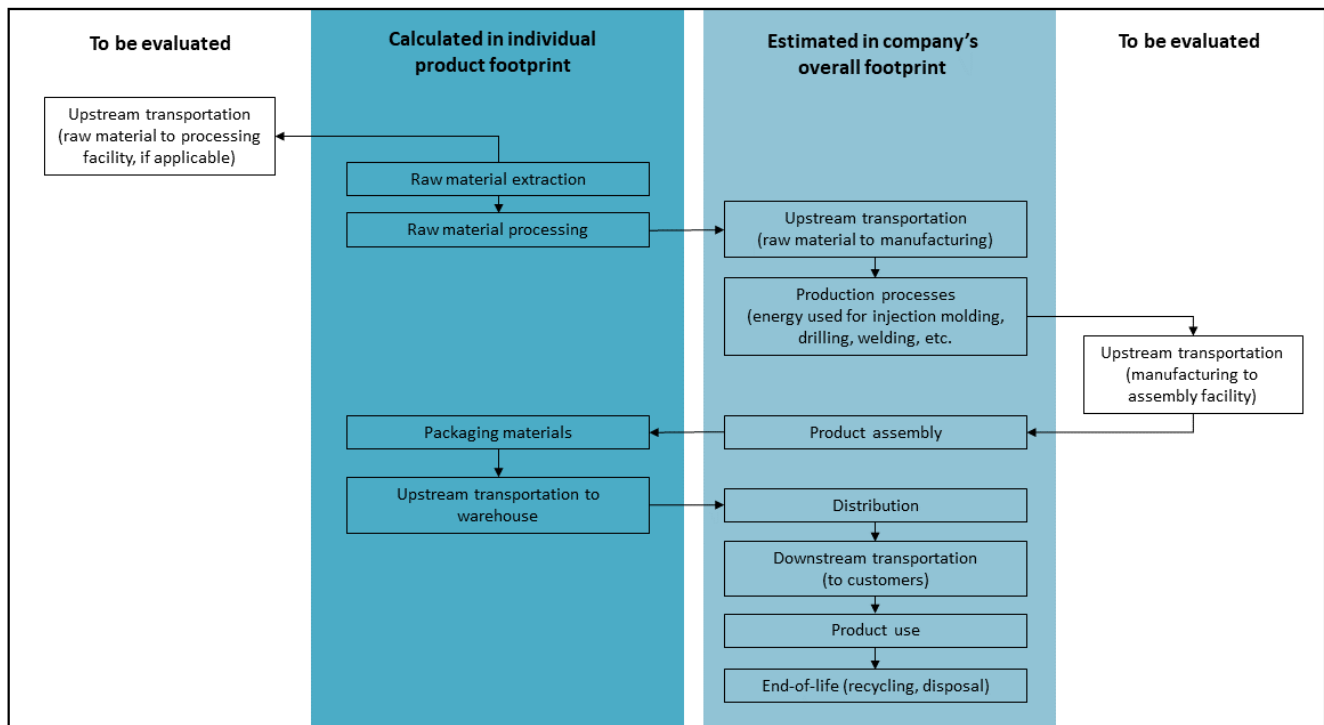 To be evaluated
Calculated in individual
product footprint
Estimated in company's
overall footprint
To be evaluated
Upstream transportation
(raw material to processing
facility, if applicable)
Raw material extraction
Raw material processing
Upstream transportation
(raw material to manufacturing)
Production processes
(energy used for injection molding,
drilling, welding, etc.
Upstream transportation
(manufacturing to
assembly facility)
Packaging materials
Product assembly
Upstream transportation to
warehouse
Distribution
Downstream transportation
(to customers)
Product use
End-of-life (recycling, disposal)